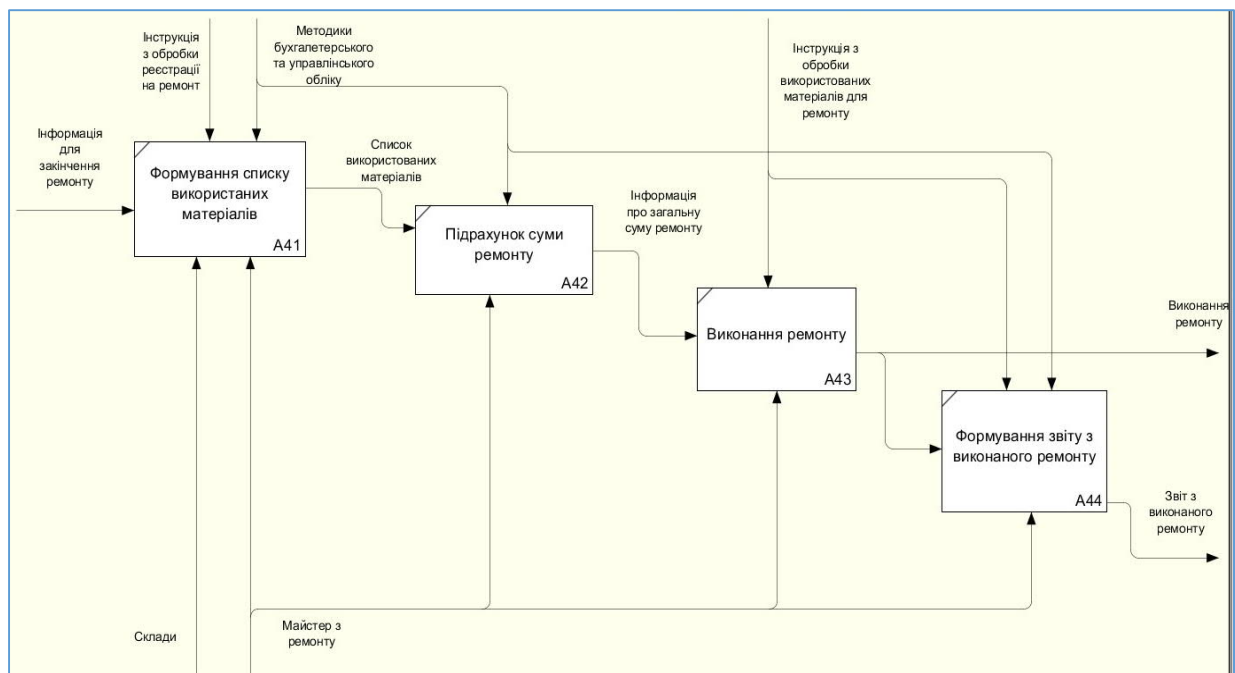 Інструкція
з обробки
реєстрації
на ремонт
Методики
бухгалетерського
та управлінського
обліку
Інструкція з
обробки
використованих
матеріалів для
ремонту
Інформація
для
закінчення
ремонту
Формування списку
використаних
матеріалів
A41
Список
використованих
матеріалів
Підрахунок суми
ремонту
A42
Інформація
про загальну
суму ремонту
Виконання ремонту
A43
Виконання
ремонту
Формування звіту з
виконаного ремонту
A44
Звіт з
виконаного
ремонту
Склади
Майстер з
ремонту